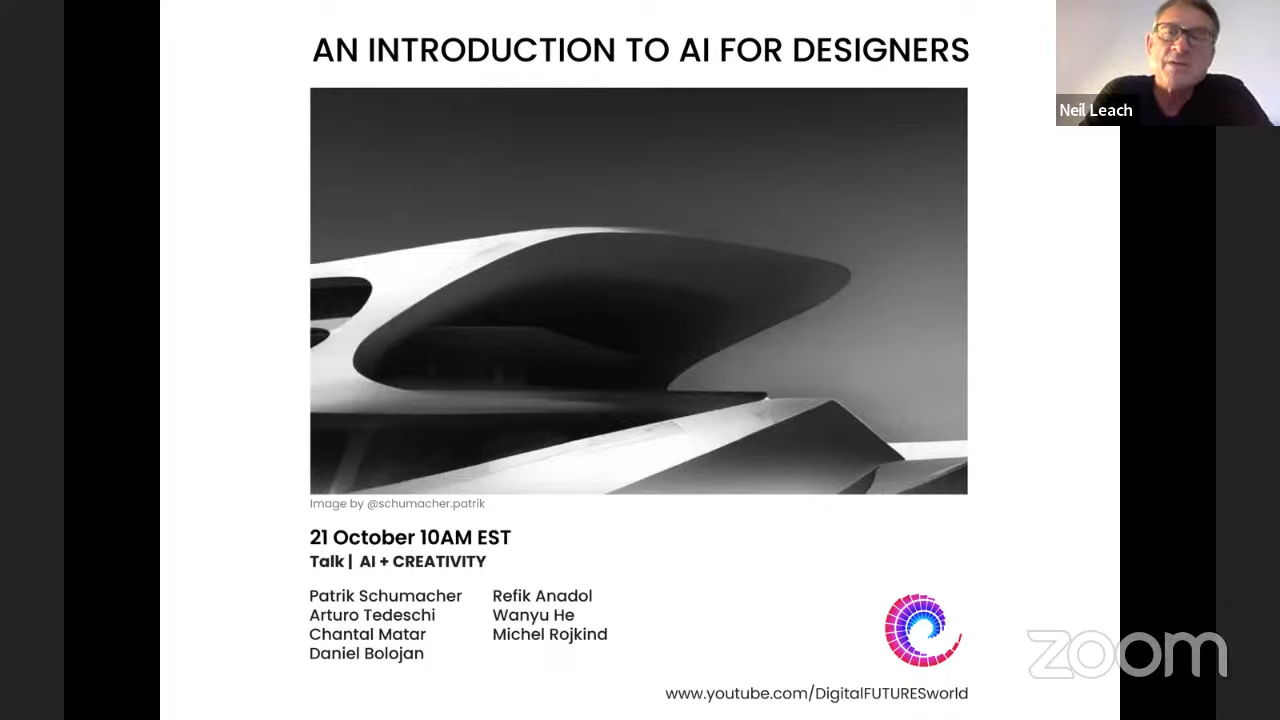 AN INTRODUCTION TO AI FOR DESIGNERS
Neil Leach
Image by @schumacher.patrik
21 October 10AM EST
Talk | AI + CREATIVITY
Patrik Schumacher
Arturo Tedeschi
Chantal Matar
Daniel Bolojan
Refik Anadol
Wanyu He
Michel Rojkind
zoom
www.youtube.com/DigitalFUTURESworld